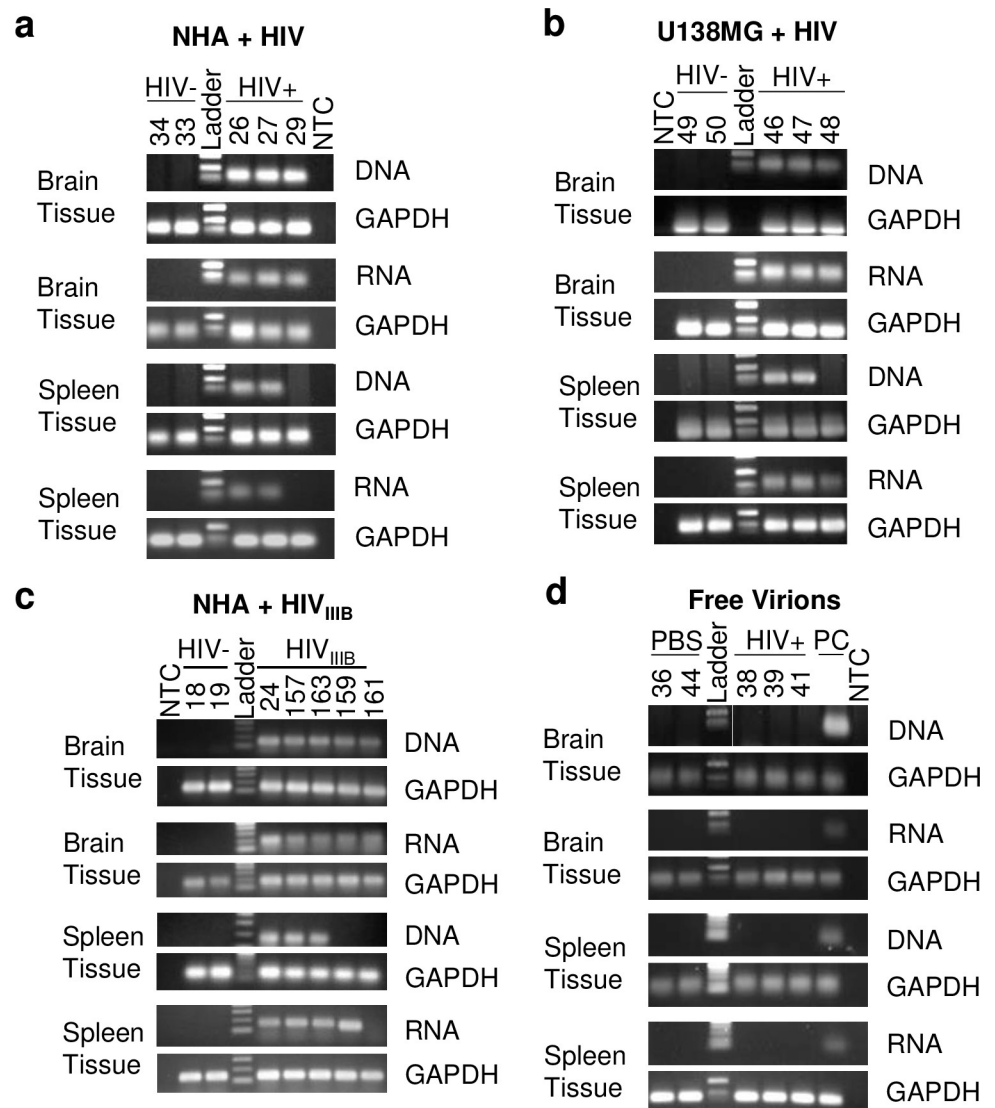 a
NHA + HIV
HIV- Ladder HIV+ NTC
34 33 26 27 29
Brain Tissue DNA
GAPDH
Brain Tissue RNA
GAPDH
Spleen Tissue DNA
GAPDH
Spleen Tissue RNA
GAPDH
b
U138MG + HIV
NTC HIV- Ladder HIV+
49 50 46 47 48
Brain Tissue DNA
GAPDH
Brain Tissue RNA
GAPDH
Spleen Tissue DNA
GAPDH
Spleen Tissue RNA
GAPDH
c
NHA + HIVIIIB
NTC HIV- Ladder HIVIIIB
18 19 24 157 163 159 161
Brain Tissue DNA
GAPDH
Brain Tissue RNA
GAPDH
Spleen Tissue DNA
GAPDH
Spleen Tissue RNA
GAPDH
d
Free Virions
PBS Ladder HIV+ PC NTC
36 44 38 39 41
Brain Tissue DNA
GAPDH
Brain Tissue RNA
GAPDH
Spleen Tissue DNA
GAPDH
Spleen Tissue RNA
GAPDH